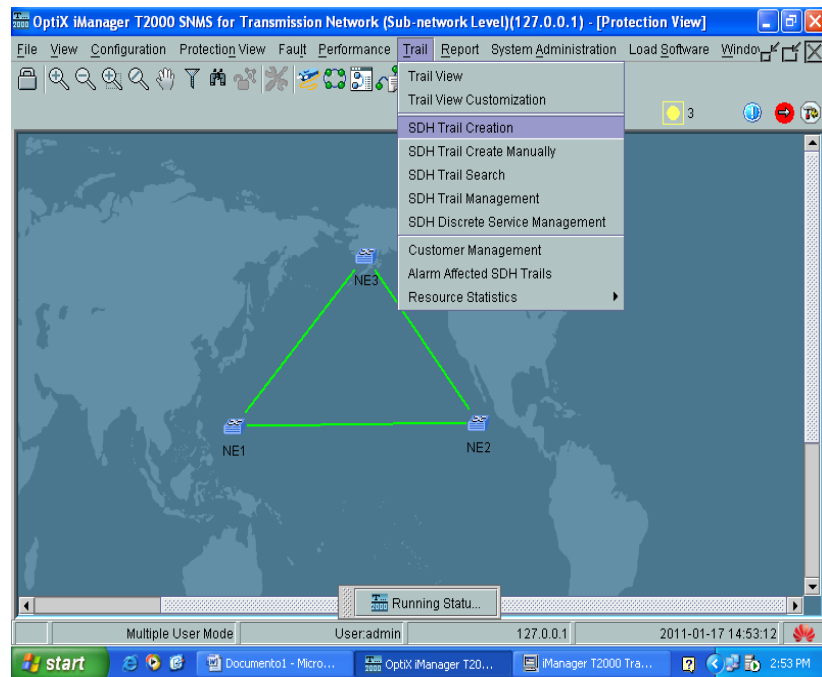 OptiX iManager T2000 SNMS for Transmission Network (Sub-network Level)(127.0.0.1) - [Protection View]
File View Configuration Protection View Fault Performance Trail Report System Administration Load Software Windo
Trail View
Trail View Customization
3
SDH Trail Creation
SDH Trail Create Manually
SDH Trail Search
SDH Trail Management
SDH Discrete Service Management
Customer Management
Alarm Affected SDH Trails
Resource Statistics
NE3
NE1
NE2
2000 Running Statu...
Multiple User Mode User:admin 127.0.0.1 2011-01-17 14:53:12
start Documento1 - Micro... OptiX iManager T20... iManager T2000 Tra... 2:53 PM